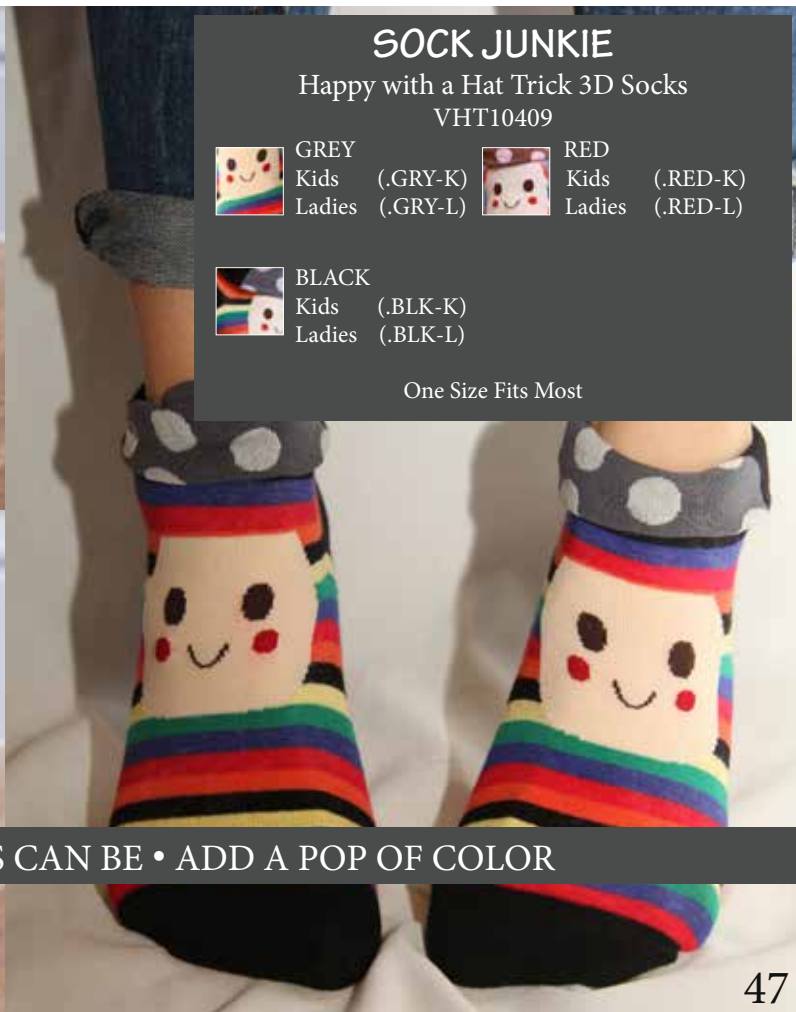 SOCK JUNKIE
Happy with a Hat Trick 3D Socks
VHT10409
GREY
Kids (.GRY-K)
Ladies (.GRY-L)
RED
Kids (.RED-K)
Ladies (.RED-L)
BLACK
Kids (.BLK-K)
Ladies (.BLK-L)
One Size Fits Most
CAN BE • ADD A POP OF COLOR
47